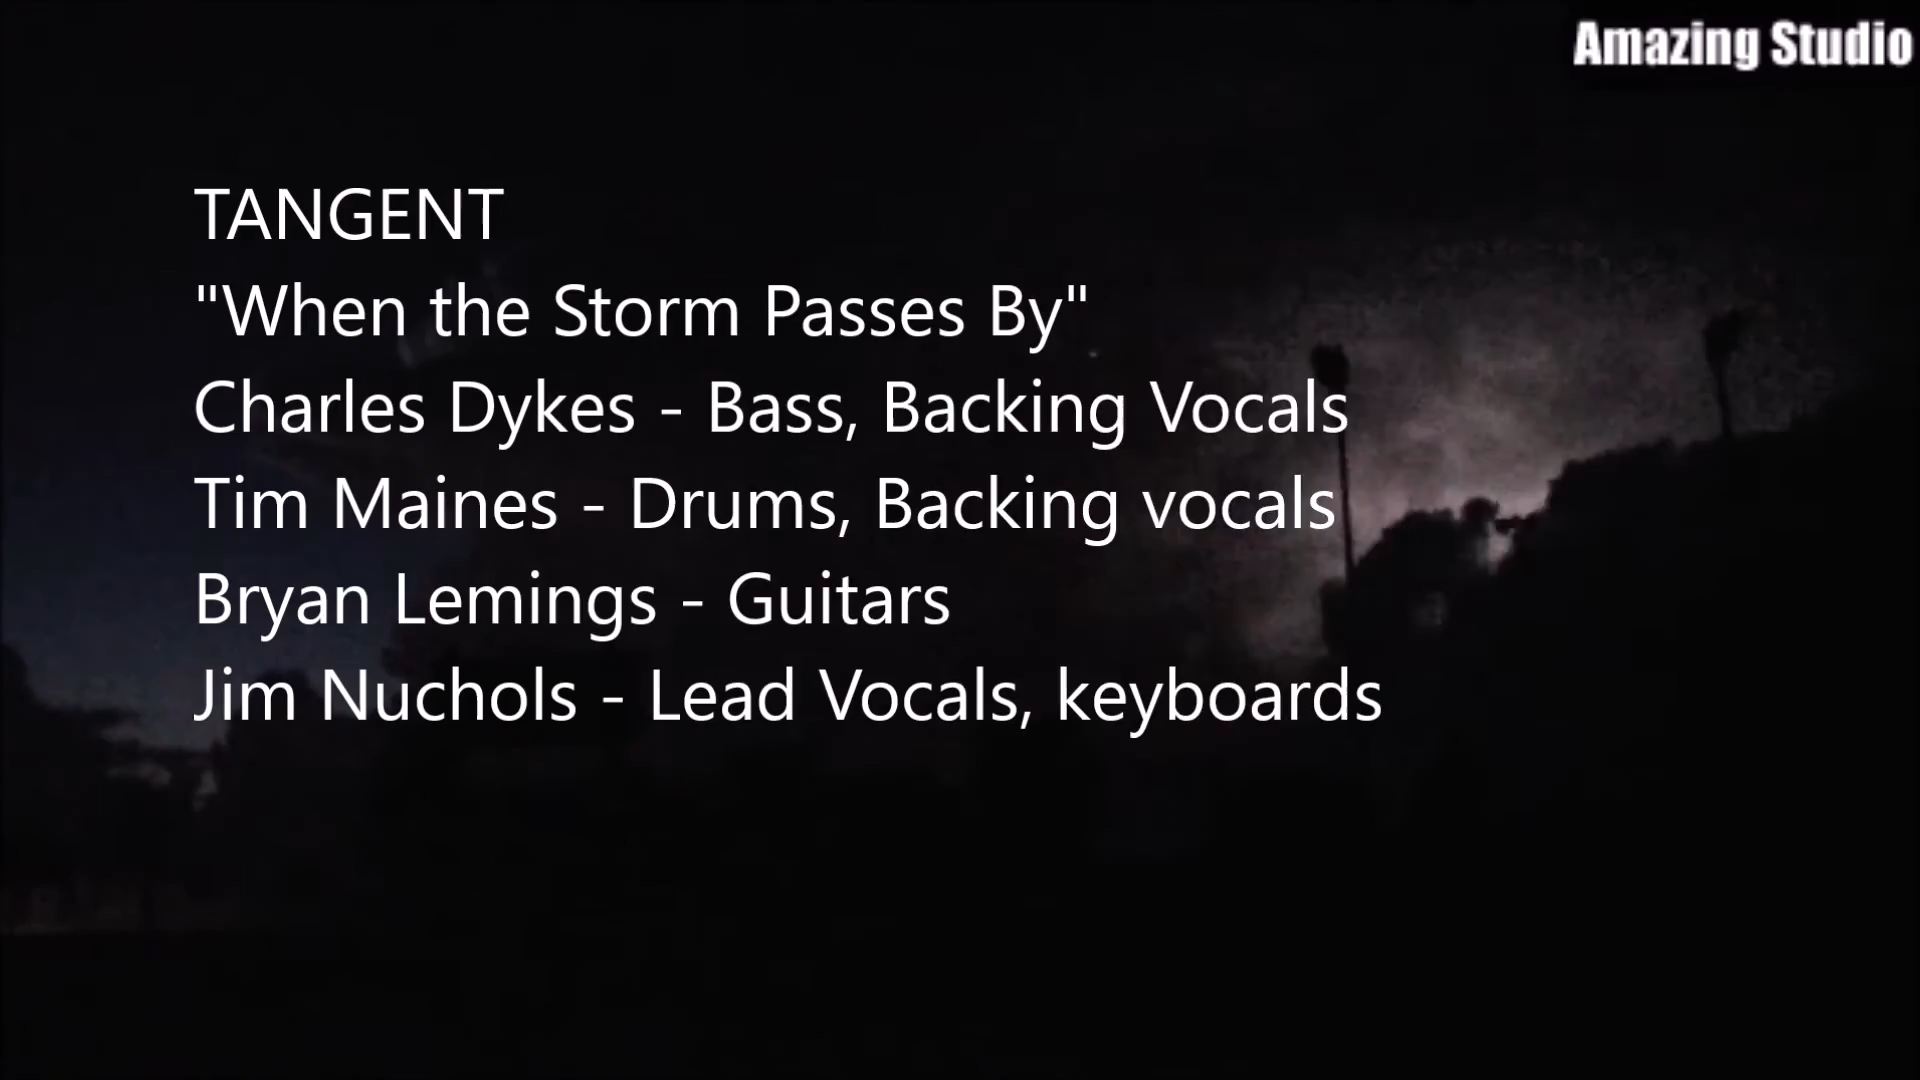 Amazing Studio
TANGENT
"When the Storm Passes By"
Charles Dykes - Bass, Backing Vocals
Tim Maines - Drums, Backing vocals
Bryan Lemings - Guitars
Jim Nuchols - Lead Vocals, keyboards